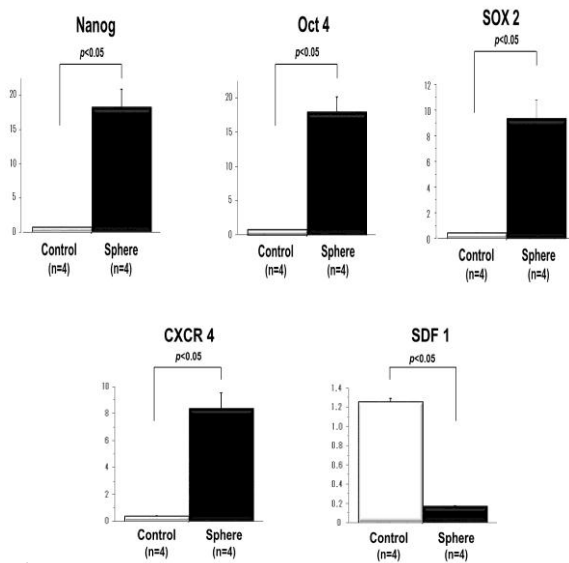 Nanog
p<0.05
20
15
10
5
0
Control
(n=4)
Sphere
(n=4)
Oct 4
p<0.05
20
15
10
5
0
Control
(n=4)
Sphere
(n=4)
SOX 2
p<0.05
12
10
8
6
4
2
0
Control
(n=4)
Sphere
(n=4)
CXCR 4
p<0.05
10
8
6
4
2
0
Control
(n=4)
Sphere
(n=4)
SDF 1
p<0.05
1.4
1.2
1.0
0.8
0.6
0.4
0.2
0
Control
(n=4)
Sphere
(n=4)